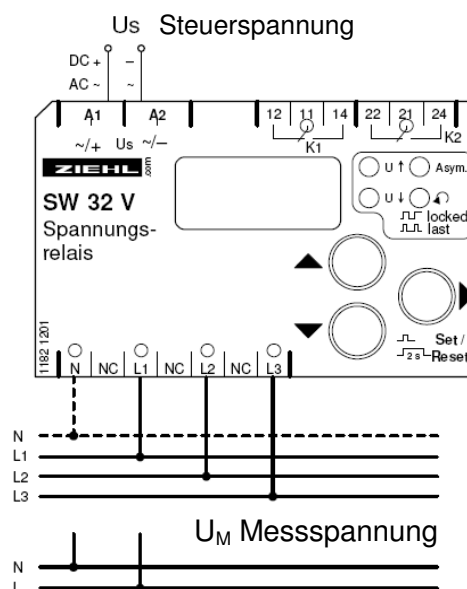 Us Steuerspannung
DC + –
AC ~ ~
A1 A2 12 11 14 22 21 24
~/+ Us ~/– K1 K2
ZIEHL .com
U ↑ Asym.
SW 32 V
U ↓
Spannungs-
locked
relais
last
Set /
2 s Reset
1182 1201
N NC L1 NC L2 NC L3
N
L1
L2
L3
UM Messspannung
N
L